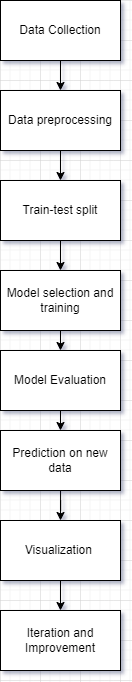 Data Collection
Data preprocessing
Train-test split
Model selection and
training
Model Evaluation
Prediction on new
data
Visualization
Iteration and
Improvement